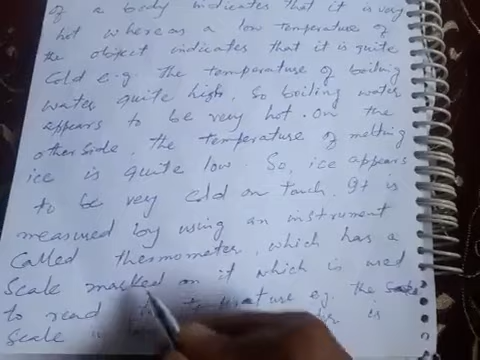 of a body indicates that it is very
hot whereas a low temperature of
the object indicates that it is quite
cold e.g. the temperature of boiling
water quite high. So boiling water
appears to be very hot. On the
other side, the temperature of melting
ice is quite low. So, ice appears
to be very cold on touch. It is
measured by using an instrument
called thermometer, which has a
scale marked on it which is used
to read e.g. the
scale is